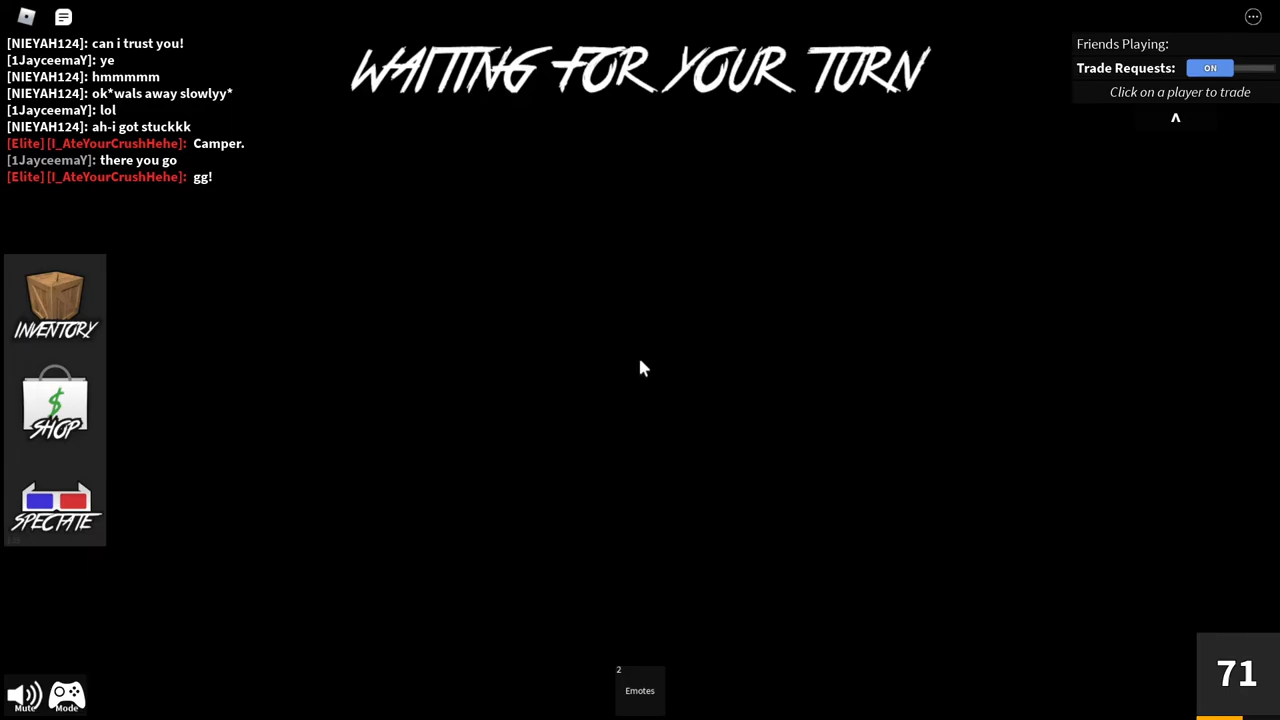 [NIEYAH124]: can i trust you!
[1JayceemaY]: ye
[NIEYAH124]: hmmmmm
[NIEYAH124]: ok*wals away slowlyy*
[1JayceemaY]: lol
[NIEYAH124]: ah-i got stuckkk
[Elite] [I_AteYourCrushHehe]: Camper.
[1JayceemaY]: there you go
[Elite] [I_AteYourCrushHehe]: gg!
WAITING FOR YOUR TURN
Friends Playing:
Trade Requests: ON
Click on a player to trade
^
INVENTORY
$
SHOP
SPECTATE
Mute
Mode
2
Emotes
71